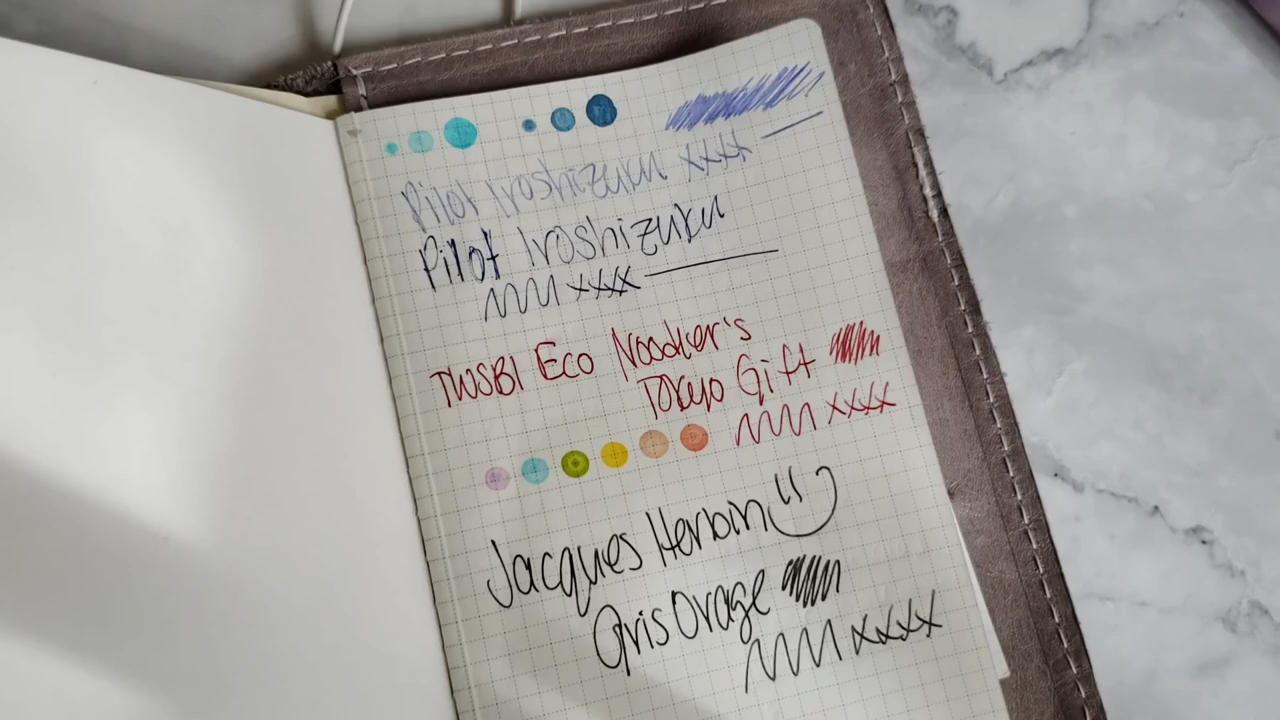 Pilot Iroshizuku xxxx
Pilot Iroshizuku
xxxx
TWSBI Eco Noodler's
Tokyo Gift
xxxx
Jacques Herbin
Gris Orage
xxxx